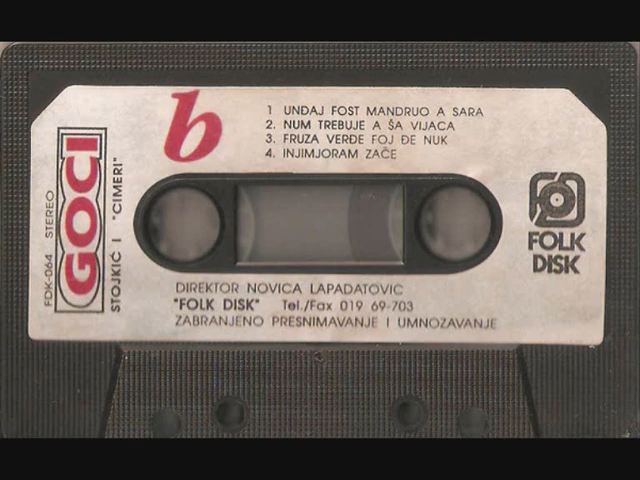 b
1 UNĐAJ FOST MANDRUO A SARA
2. NUM TREBUJE A ŠA VIJACA
3. FRUZA VERĐE FOJ ĐE NUK
4. INJIMJORAM ZAČE
FDK-064 STEREO
GOCI
STOJKIĆ I "CIMERI"
FOLK
DISK
DIREKTOR NOVICA LAPADATOVIC
"FOLK DISK" Tel./Fax 019 69-703
ZABRANJENO PRESNIMAVANJE I UMNOZAVANJE